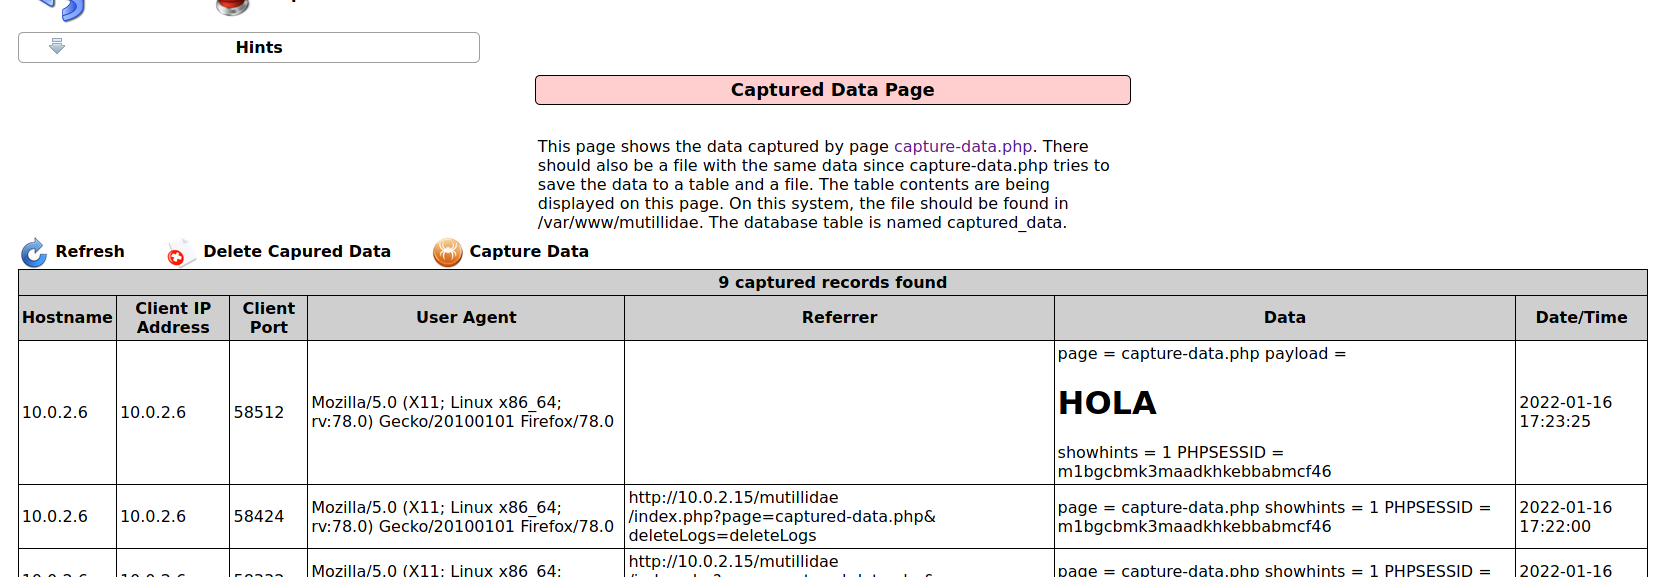 Hints
Captured Data Page
This page shows the data captured by page capture-data.php. There
should also be a file with the same data since capture-data.php tries to
save the data to a table and a file. The table contents are being
displayed on this page. On this system, the file should be found in
/var/www/mutillidae. The database table is named captured_data.
Refresh Delete Capured Data Capture Data
9 captured records found
Hostname Client IP Address Client Port User Agent Referrer Data Date/Time
10.0.2.6
10.0.2.6
58512
Mozilla/5.0 (X11; Linux x86_64;
rv:78.0) Gecko/20100101 Firefox/78.0
page = capture-data.php payload =
HOLA
showhints = 1 PHPSESSID =
m1bgcbmk3maadkhkebbabmcf46
2022-01-16
17:23:25
10.0.2.6
10.0.2.6
58424
Mozilla/5.0 (X11; Linux x86_64;
rv:78.0) Gecko/20100101 Firefox/78.0
http://10.0.2.15/mutillidae
/index.php?page=captured-data.php&
deleteLogs=deleteLogs
page = capture-data.php showhints = 1 PHPSESSID =
m1bgcbmk3maadkhkebbabmcf46
2022-01-16
17:22:00
Mozilla/5.0 (X11; Linux x86_64;
http://10.0.2.15/mutillidae
page = capture-data.php showhints = 1 PHPSESSID =
2022-01-16